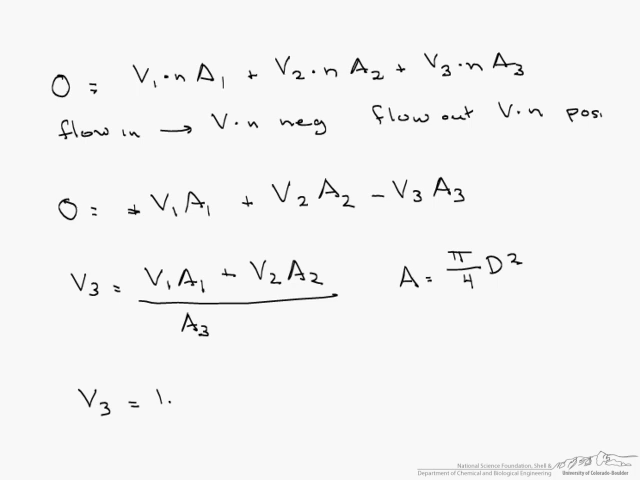 0 = V₁·n A₁ + V₂·n A₂ + V₃·n A₃
flow in → V·n neg flow out V·n posi
0 = + V₁A₁ + V₂A₂ - V₃A₃
V₃ = (V₁A₁ + V₂A₂) / A₃ A = π/4 D²
V₃ = 1.
National Science Foundation, Shell &
Department of Chemical and Biological Engineering
University of Colorado-Boulder